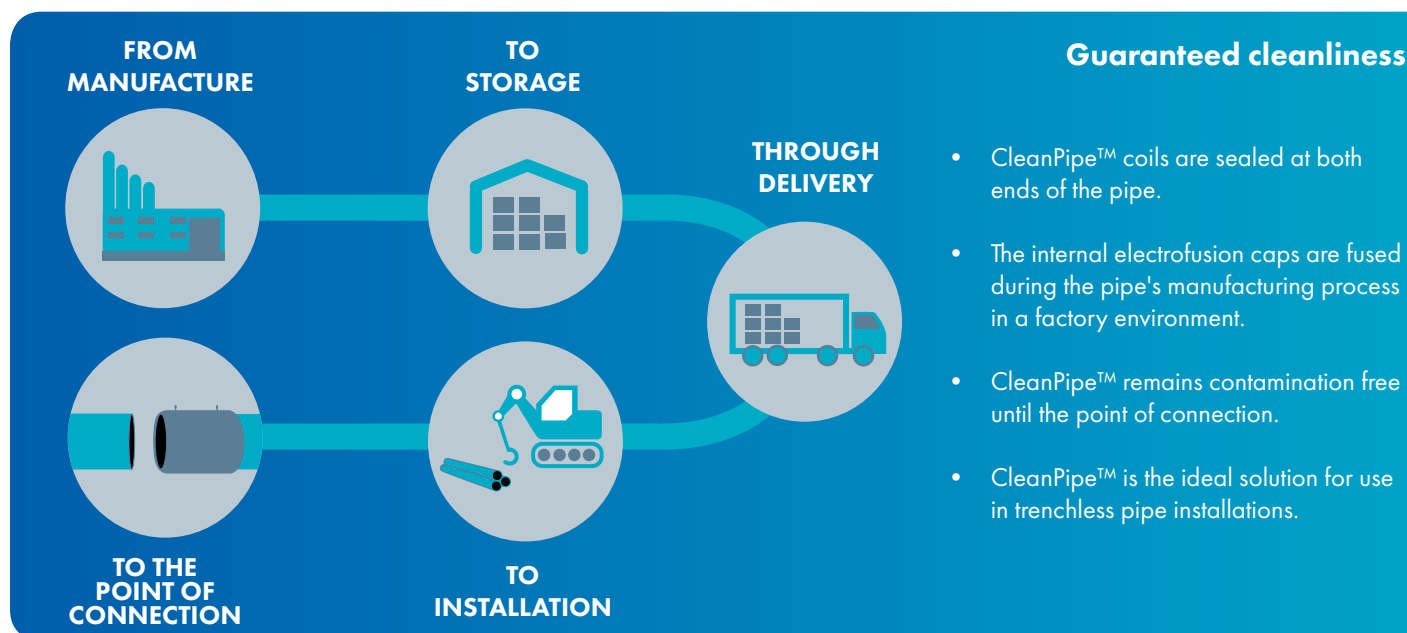 FROM
MANUFACTURE
TO
STORAGE
THROUGH
DELIVERY
TO
INSTALLATION
TO THE
POINT OF
CONNECTION
Guaranteed cleanliness
• CleanPipe™ coils are sealed at both
ends of the pipe.
• The internal electrofusion caps are fused
during the pipe's manufacturing process
in a factory environment.
• CleanPipe™ remains contamination free
until the point of connection.
• CleanPipe™ is the ideal solution for use
in trenchless pipe installations.